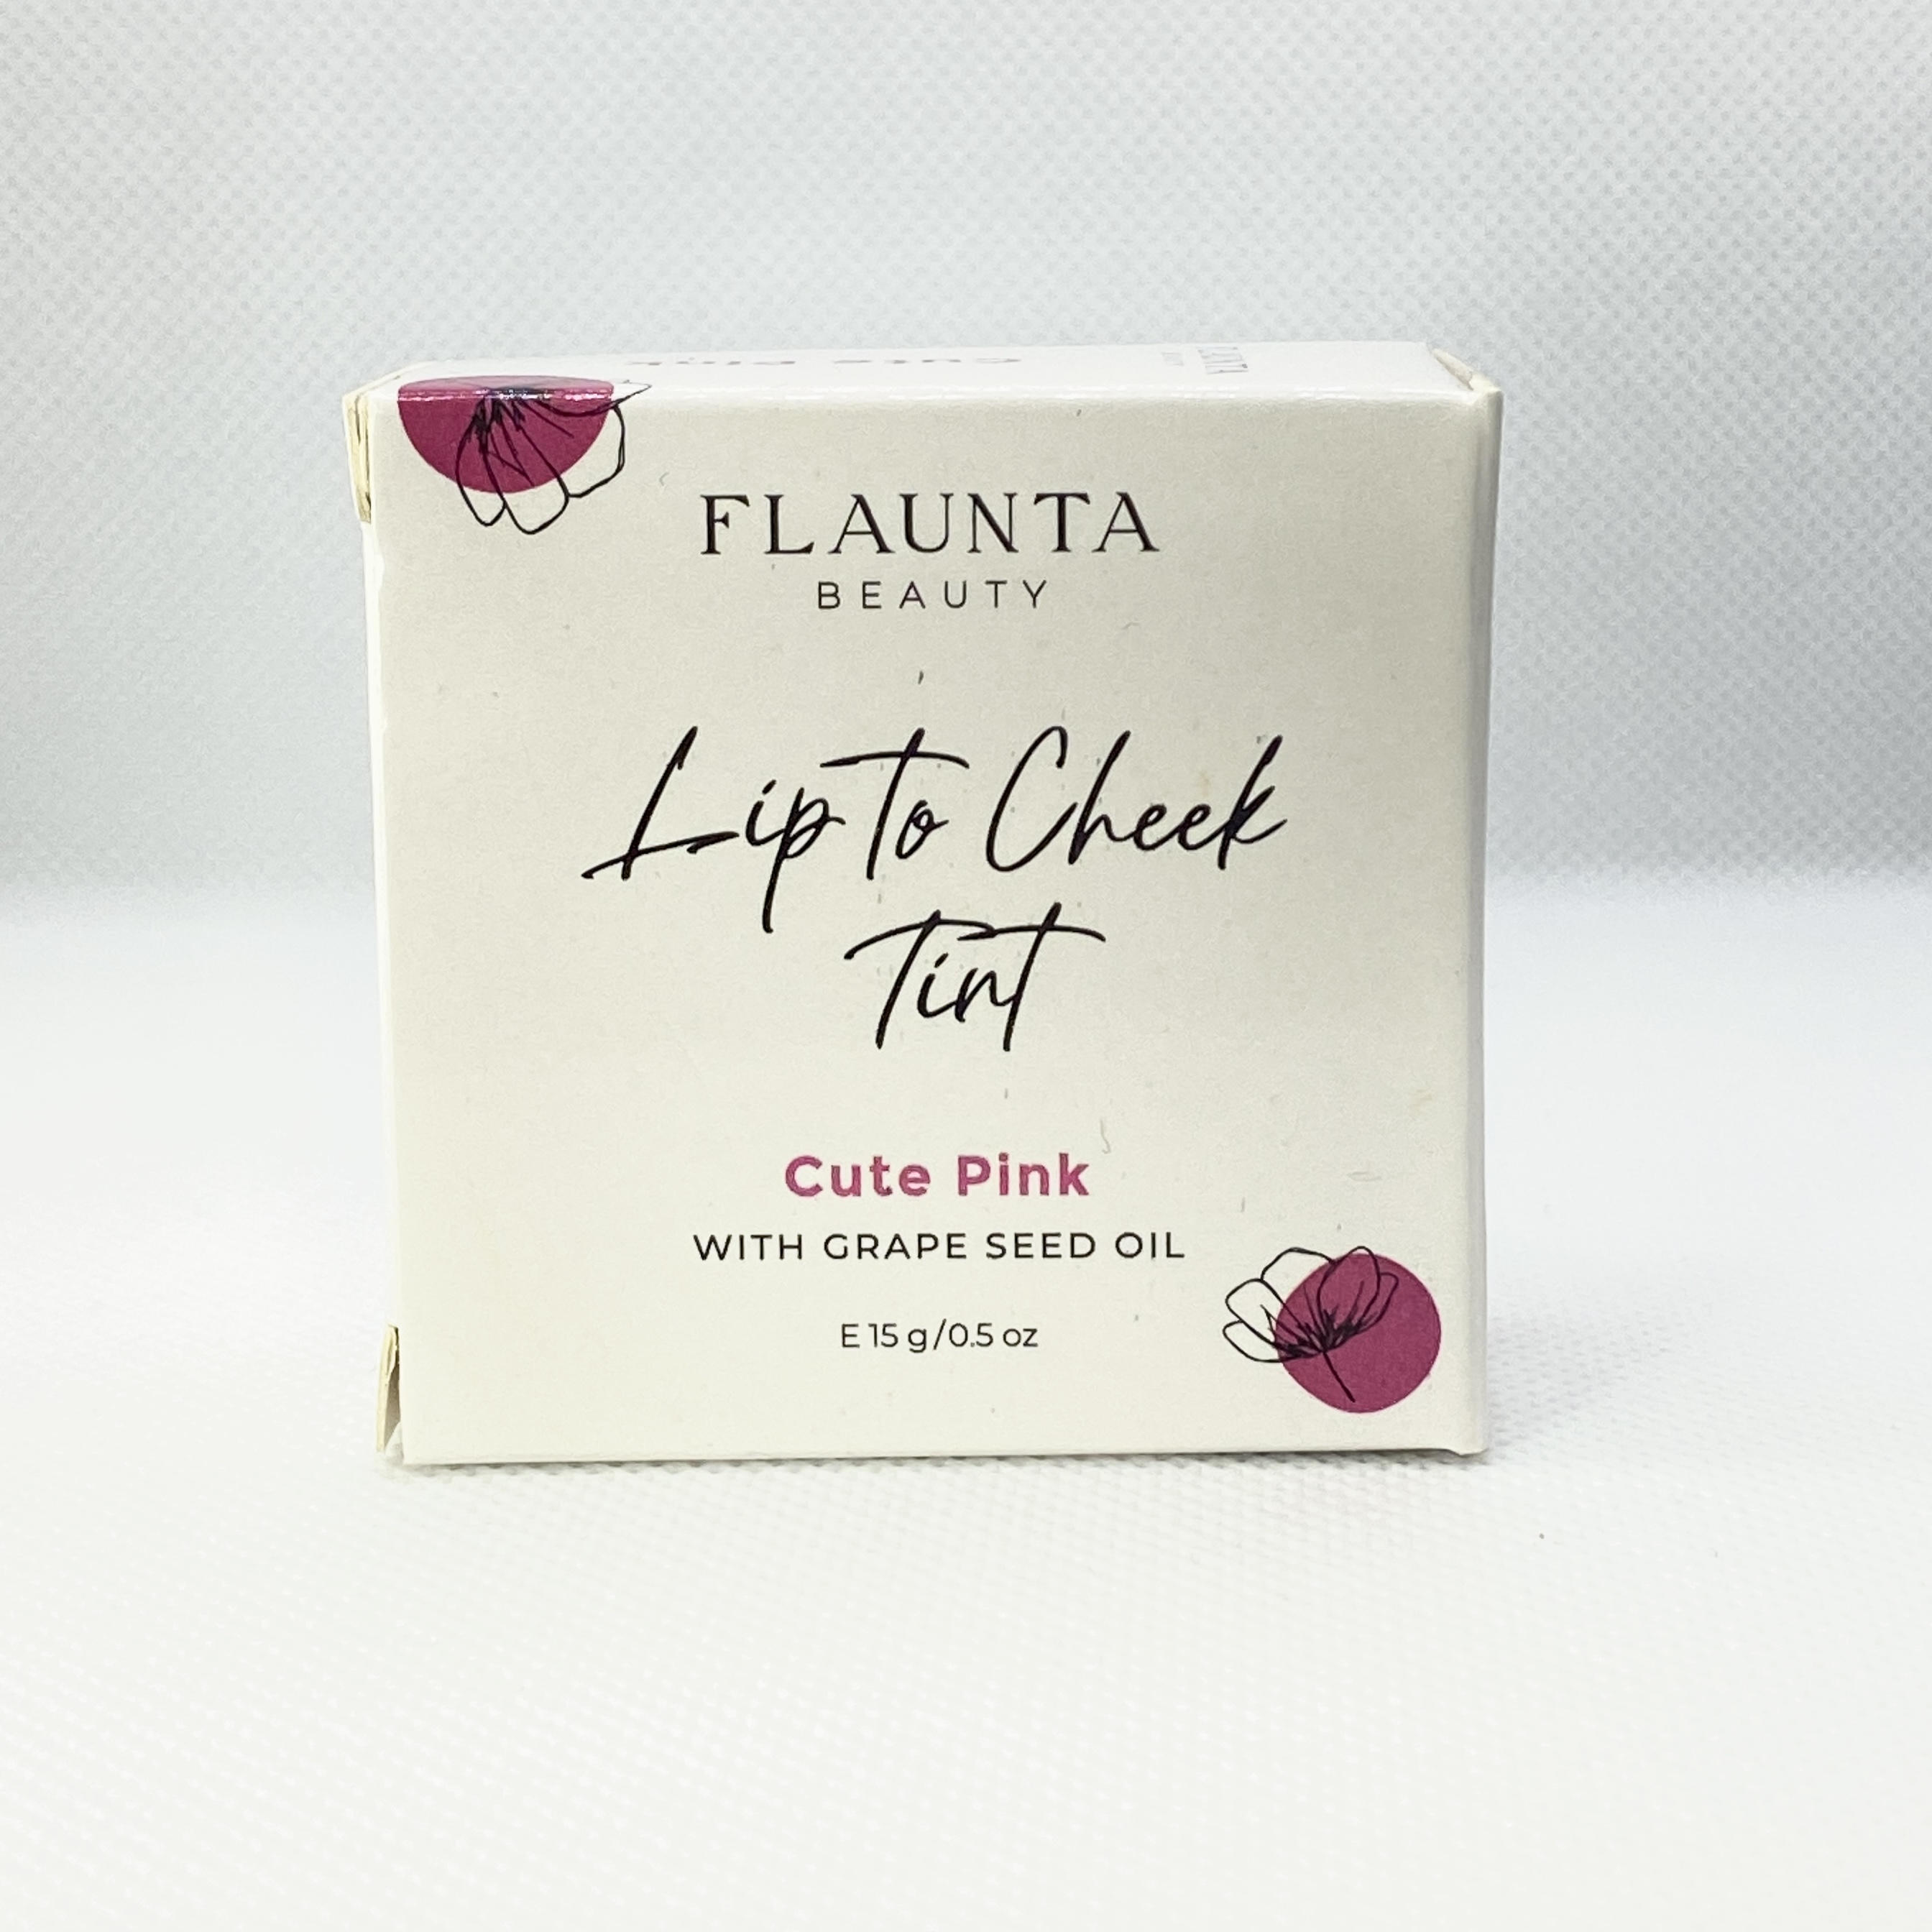 FLAUNTA
BEAUTY
Lip To Cheek
Tint
Cute Pink
WITH GRAPE SEED OIL
E 15 g/0.5 oz